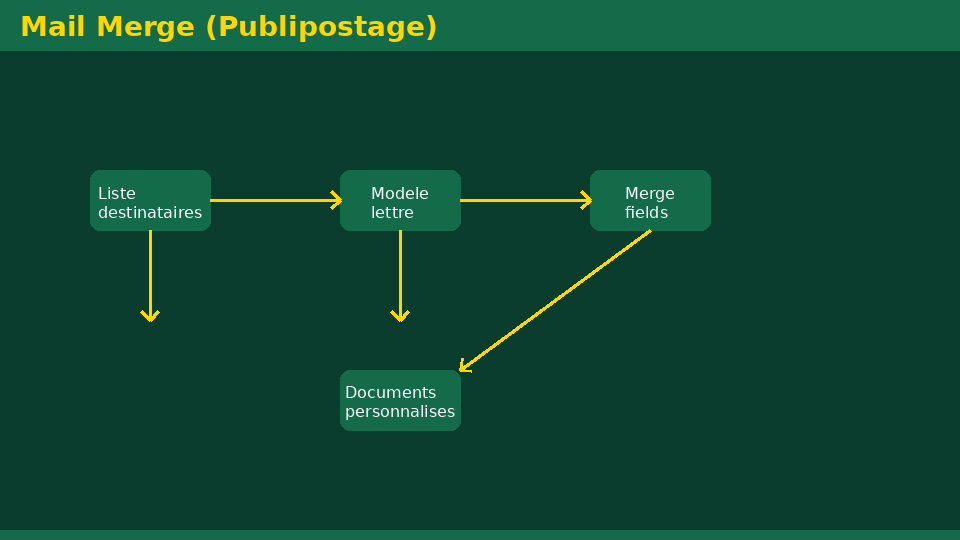 Mail Merge (Publipostage)
Liste
destinataires
Modele
lettre
Merge
fields
Documents
personnalises